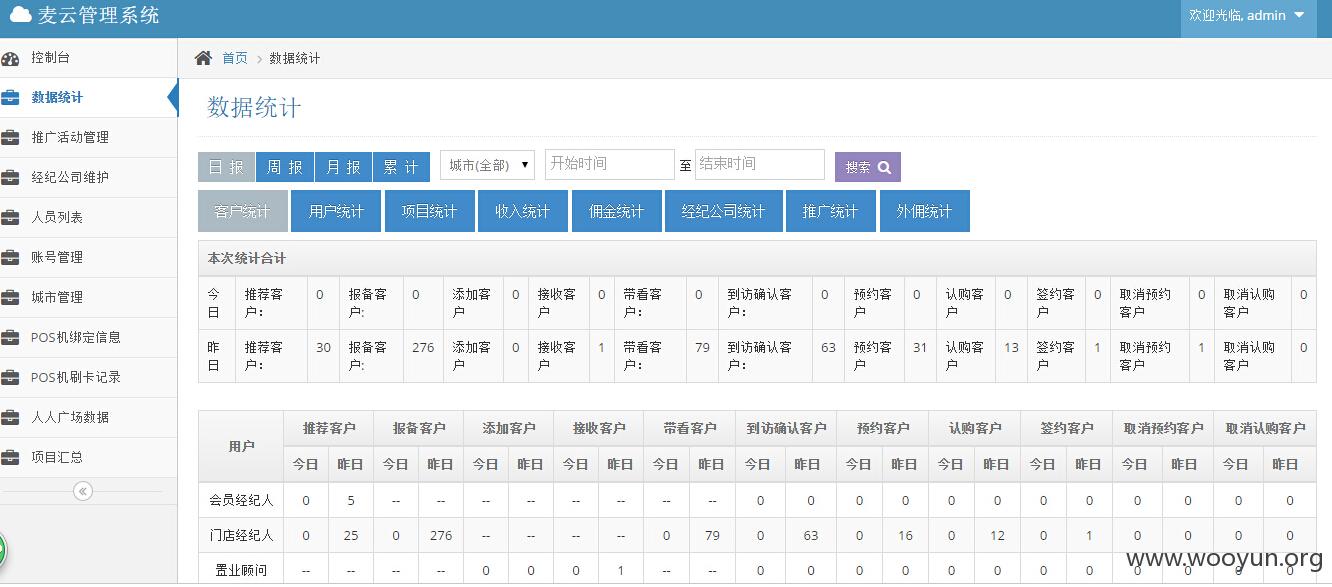 麦云管理系统 欢迎光临, admin
控制台
数据统计
推广活动管理
经纪公司维护
人员列表
账号管理
城市管理
POS机绑定信息
POS机刷卡记录
人人广场数据
项目汇总
首页 数据统计
数据统计
日 报 周 报 月 报 累 计 城市(全部) 开始时间 至 结束时间 搜索
客户统计 用户统计 项目统计 收入统计 佣金统计 经纪公司统计 推广统计 外佣统计
本次统计合计
今日 推荐客户: 0 报备客户: 0 添加客户 0 接收客户 0 带看客户: 0 到访确认客户: 0 预约客户 0 认购客户 0 签约客户 0 取消预约客户 0 取消认购客户 0
昨日 推荐客户: 30 报备客户: 276 添加客户 0 接收客户 1 带看客户: 79 到访确认客户: 63 预约客户 31 认购客户 13 签约客户 1 取消预约客户 1 取消认购客户 0
用户 推荐客户 报备客户 添加客户 接收客户 带看客户 到访确认客户 预约客户 认购客户 签约客户 取消预约客户 取消认购客户
今日 昨日 今日 昨日 今日 昨日 今日 昨日 今日 昨日 今日 昨日 今日 昨日 今日 昨日 今日 昨日 今日 昨日 今日 昨日
会员经纪人 0 5 -- -- -- -- -- -- -- -- 0 0 0 0 0 0 0 0 0 0 0 0
门店经纪人 0 25 0 276 -- -- -- -- 0 79 0 63 0 16 0 12 0 1 0 0 0 0
置业顾问 -- -- -- -- 0 0 0 1 -- -- 0 0 0 0 0 0 0 0 0 0 0 0
www.wooyun.org